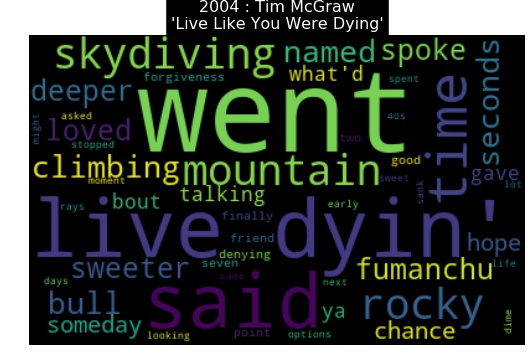 2004 : Tim McGraw
'Live Like You Were Dying'
skydiving named spoke
forgiveness what'd spent
deeper went time seconds
asked 40s
might loved stopped two
climbing mountain good gave
moment sweet lot
talking sank
rays bout finally early
live dyin'
friend hope
sweeter seven denying fumanchu life
days said next
bull ya rocky
someday point options chance dime
looking